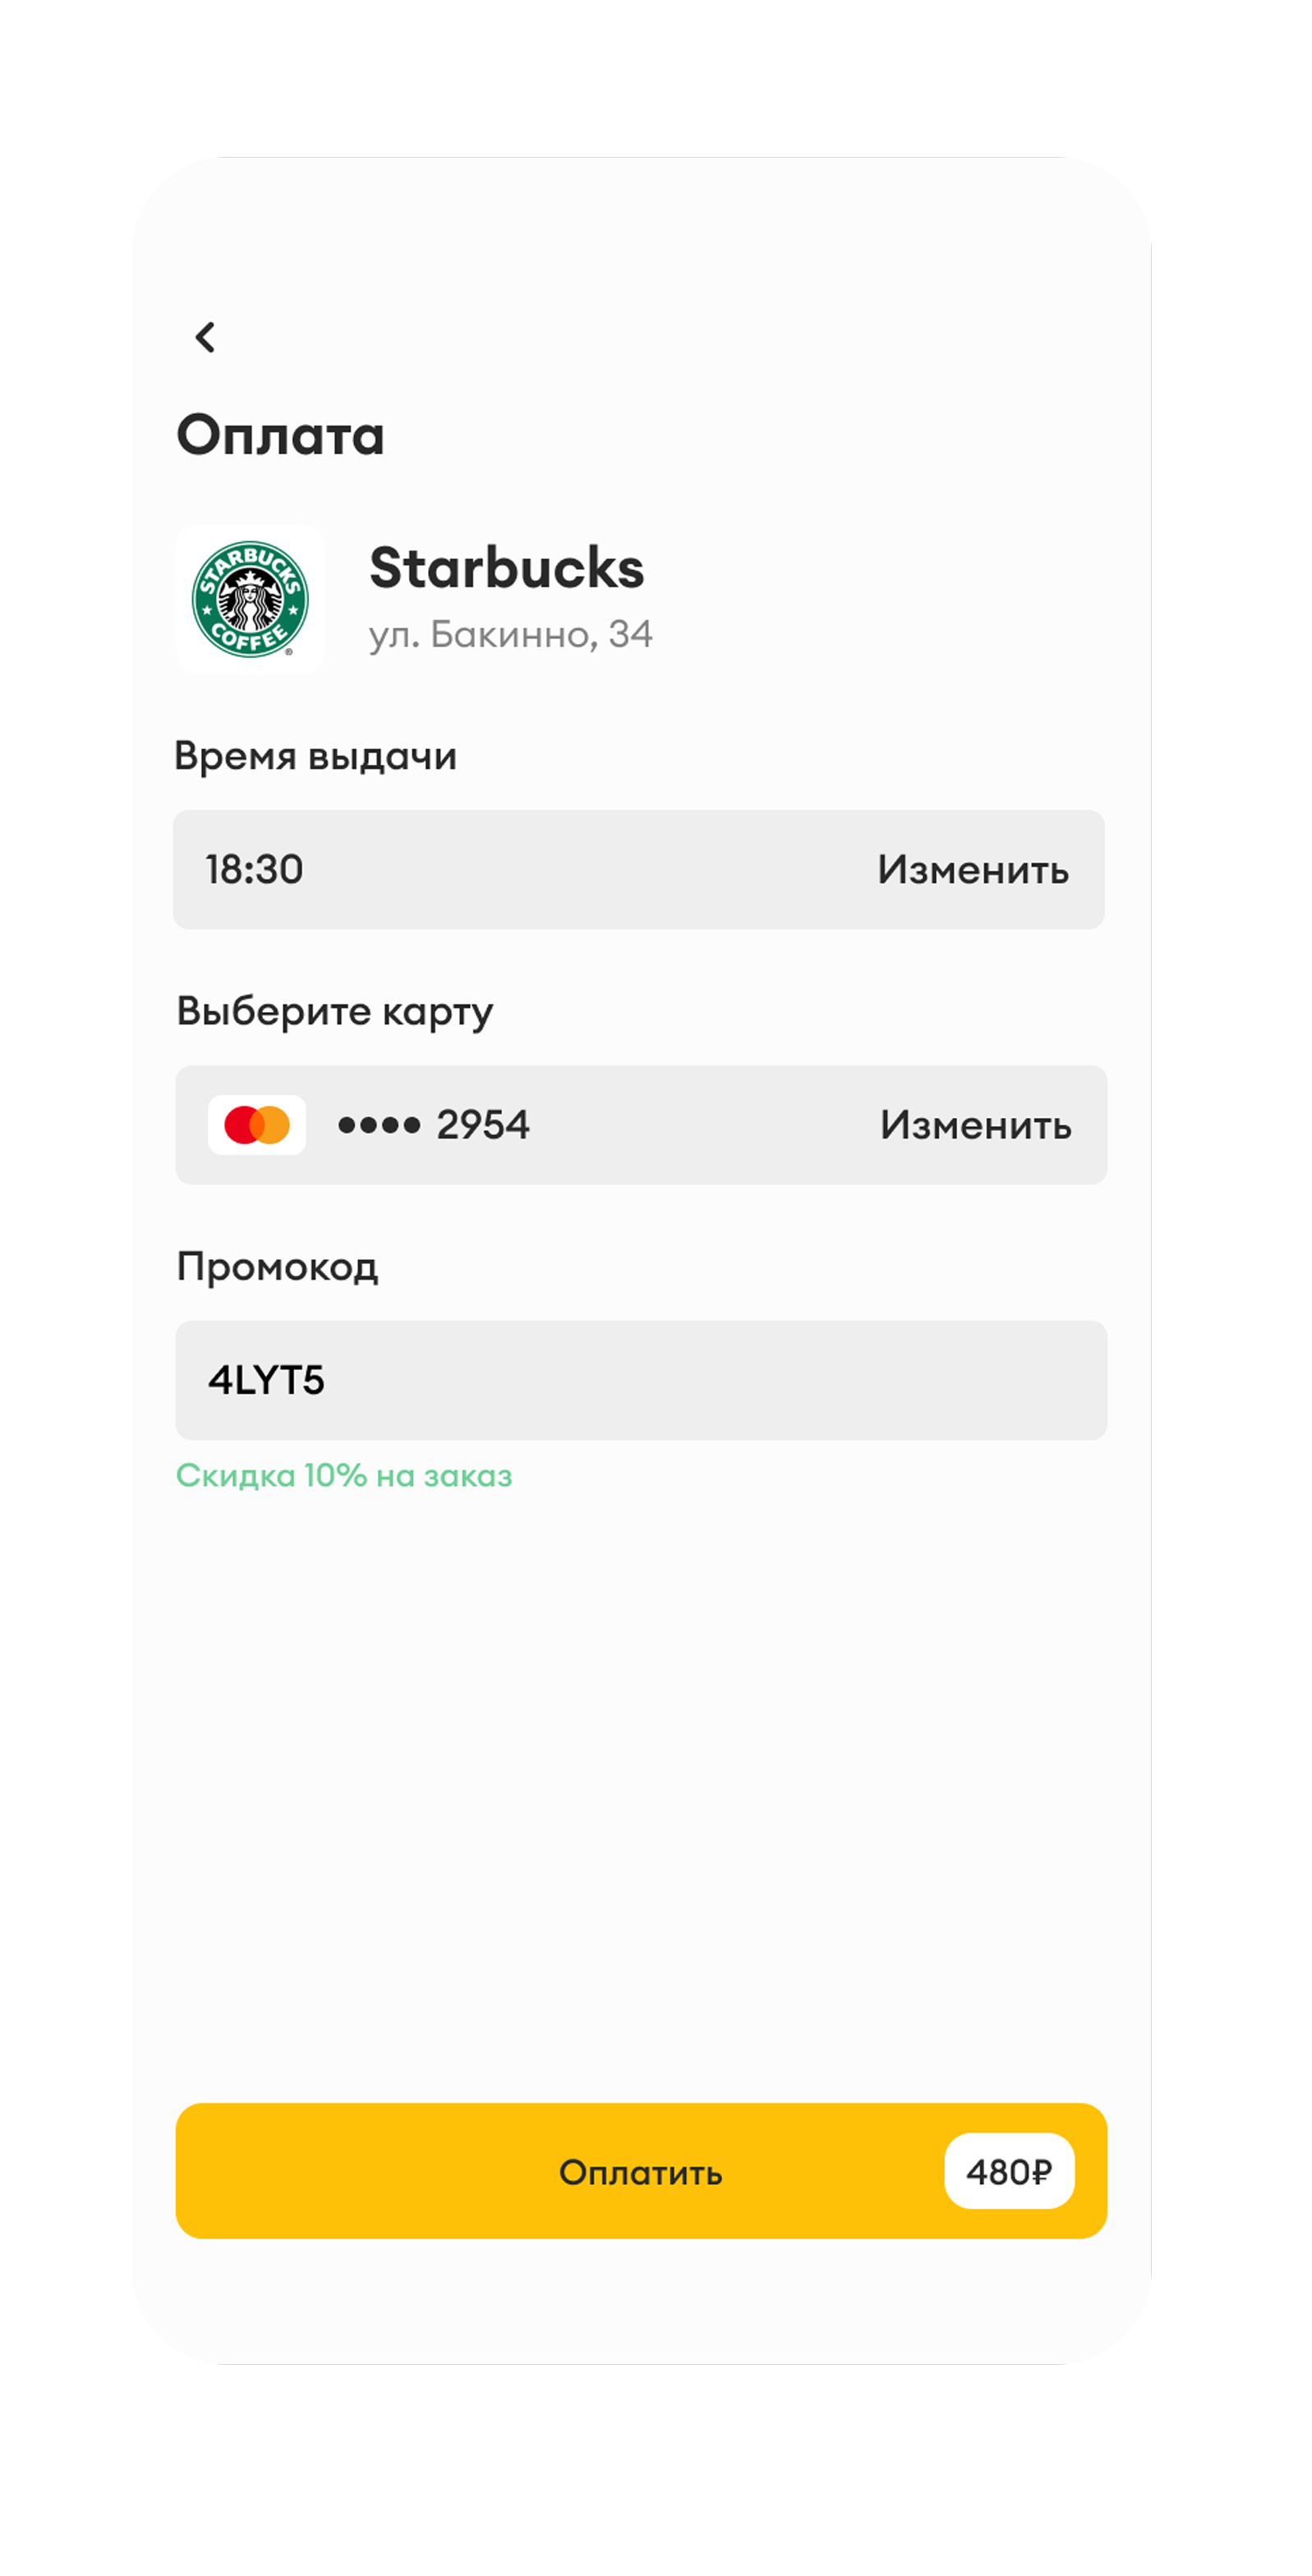 Оплата
STARBUCKS
COFFEE
®
Starbucks
ул. Бакинно, 34
Время выдачи
18:30 Изменить
Выберите карту
•••• 2954 Изменить
Промокод
4LYT5
Скидка 10% на заказ
Оплатить 480₽